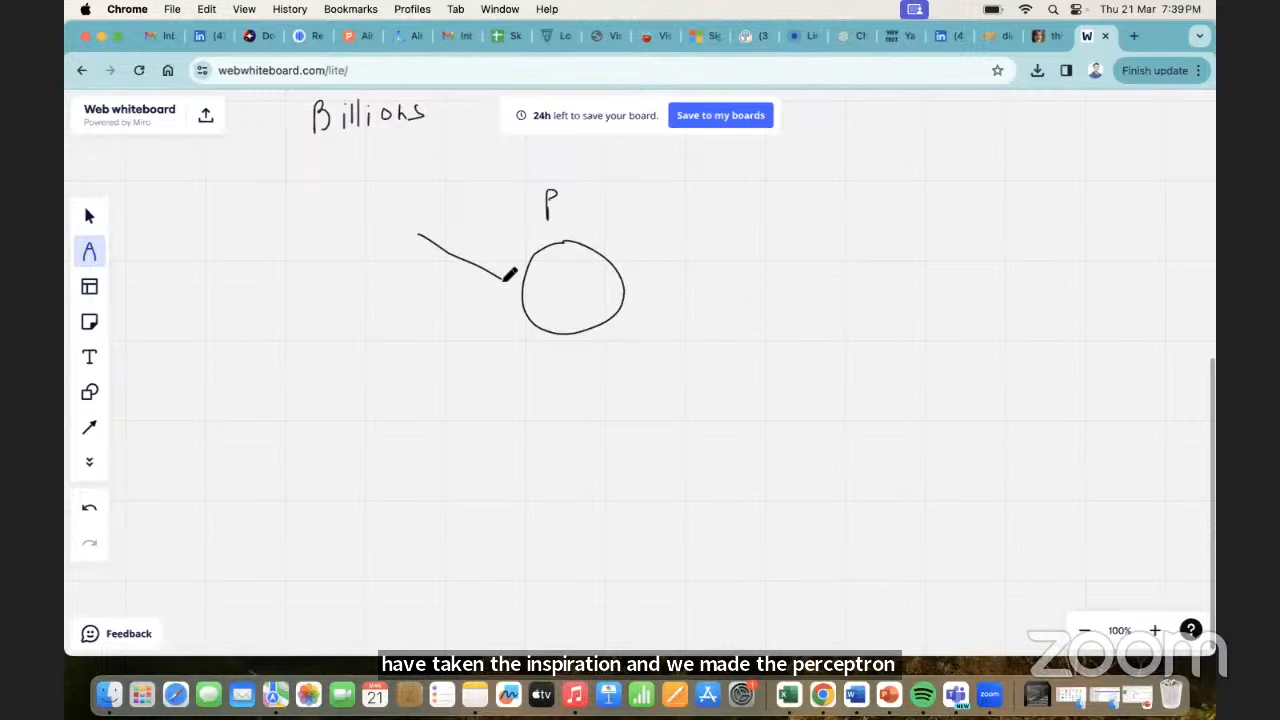 Chrome File Edit View History Bookmarks Profiles Tab Window Help Thu 21 Mar 7:39 PM
webwhiteboard.com/lite/
Finish update
Web whiteboard
Powered by Miro
24h left to save your board.
Save to my boards
Billions
P
T
Feedback
100%
?
zoom
have taken the inspiration and we made the perceptron